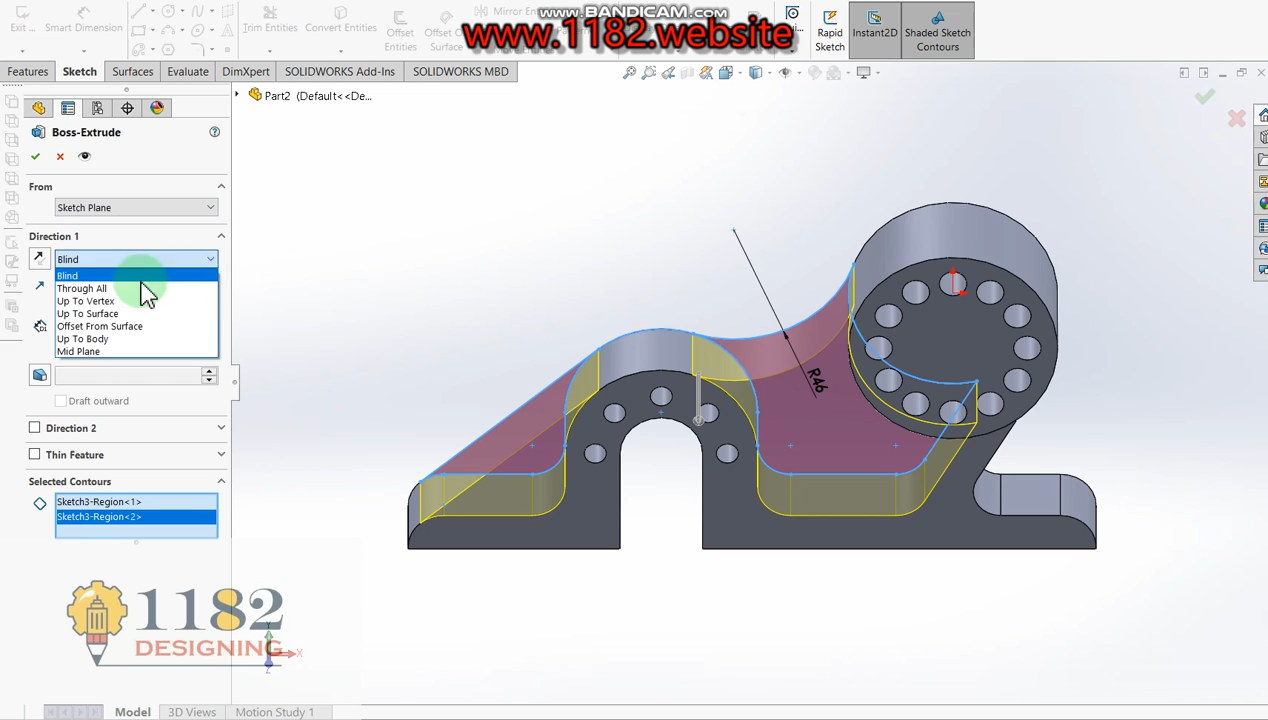 www.BANDICAM.com
www.1182.website
Exit ...
Smart Dimension
Trim Entities
Convert Entities
Offset Entities
Offset On Surface
Mirror Entities
Rapid Sketch
Instant2D
Shaded Sketch Contours
Features
Sketch
Surfaces
Evaluate
DimXpert
SOLIDWORKS Add-Ins
SOLIDWORKS MBD
Part2 (Default<<De...
Boss-Extrude
From
Sketch Plane
Direction 1
Blind
Blind
Through All
Up To Vertex
Up To Surface
Offset From Surface
Up To Body
Mid Plane
Draft outward
Direction 2
Thin Feature
Selected Contours
Sketch3-Region<1>
Sketch3-Region<2>
R46
1182
DESIGNING
Y
X
Z
Model
3D Views
Motion Study 1